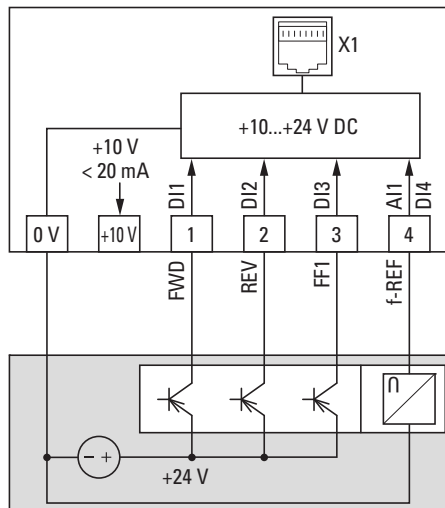 X1
+10...+24 V DC
+10 V
< 20 mA
DI1
DI2
DI3
AI1
DI4
0 V
+10 V
1
2
3
4
FWD
REV
FF1
f-REF
U
- +
+24 V